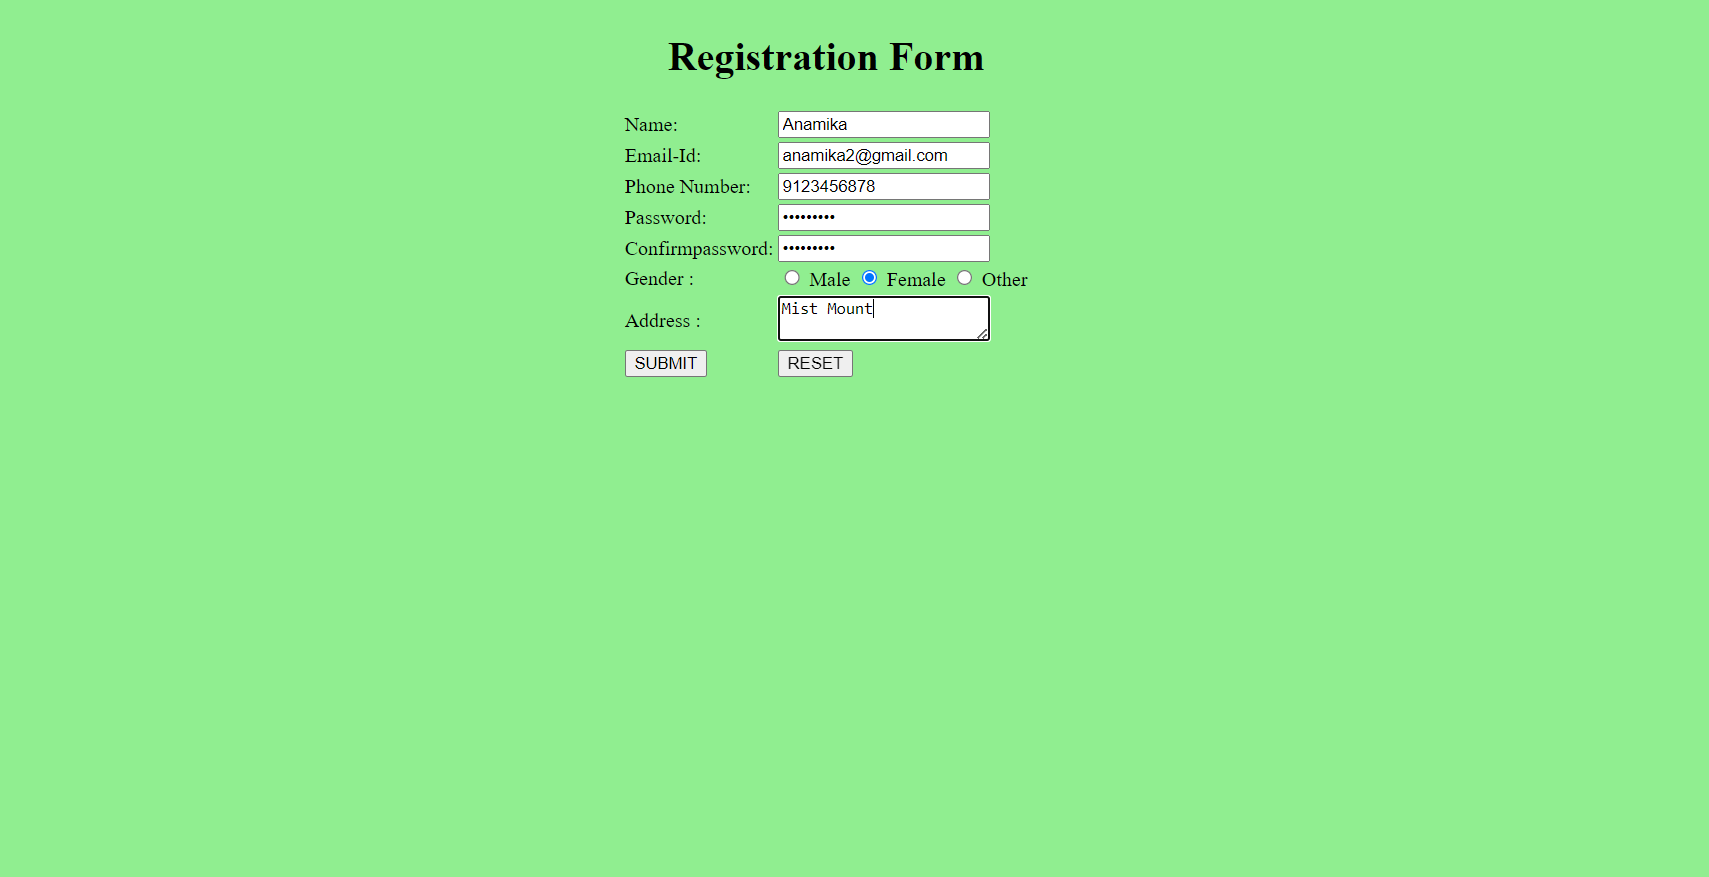 Registration Form
Name: Anamika
Email-Id: anamika2@gmail.com
Phone Number: 9123456878
Password: •••••••••
Confirmpassword: •••••••••
Gender : Male Female Other
Address : Mist Mount
SUBMIT RESET